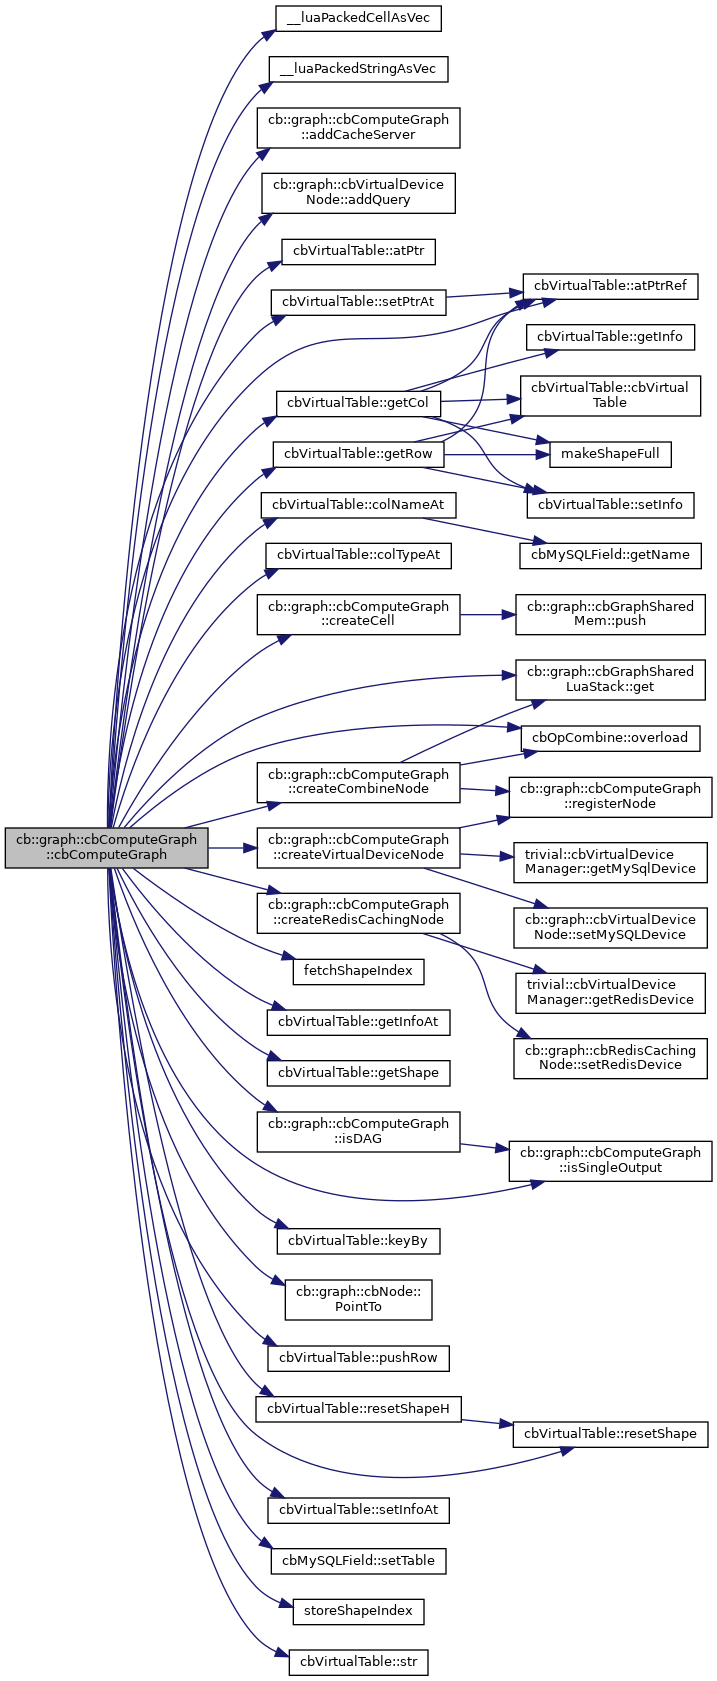 __luaPackedCellAsVec
__luaPackedStringAsVec
cb::graph::cbComputeGraph
::addCacheServer
cb::graph::cbVirtualDevice
Node::addQuery
cbVirtualTable::atPtr
cbVirtualTable::setPtrAt
cbVirtualTable::atPtrRef
cbVirtualTable::getInfo
cbVirtualTable::getCol
cbVirtualTable::cbVirtual
Table
cbVirtualTable::getRow
makeShapeFull
cbVirtualTable::colNameAt
cbVirtualTable::setInfo
cbVirtualTable::colTypeAt
cbMySQLField::getName
cb::graph::cbComputeGraph
::createCell
cb::graph::cbGraphShared
Mem::push
cb::graph::cbGraphShared
LuaStack::get
cbOpCombine::overload
cb::graph::cbComputeGraph
::createCombineNode
cb::graph::cbComputeGraph
::registerNode
cb::graph::cbComputeGraph
::cbComputeGraph
cb::graph::cbComputeGraph
::createVirtualDeviceNode
trivial::cbVirtualDevice
Manager::getMySqlDevice
cb::graph::cbComputeGraph
::createRedisCachingNode
cb::graph::cbVirtualDevice
Node::setMySQLDevice
fetchShapeIndex
trivial::cbVirtualDevice
Manager::getRedisDevice
cbVirtualTable::getInfoAt
cb::graph::cbRedisCaching
Node::setRedisDevice
cbVirtualTable::getShape
cb::graph::cbComputeGraph
::isDAG
cb::graph::cbComputeGraph
::isSingleOutput
cbVirtualTable::keyBy
cb::graph::cbNode::
PointTo
cbVirtualTable::pushRow
cbVirtualTable::resetShapeH
cbVirtualTable::resetShape
cbVirtualTable::setInfoAt
cbMySQLField::setTable
storeShapeIndex
cbVirtualTable::str